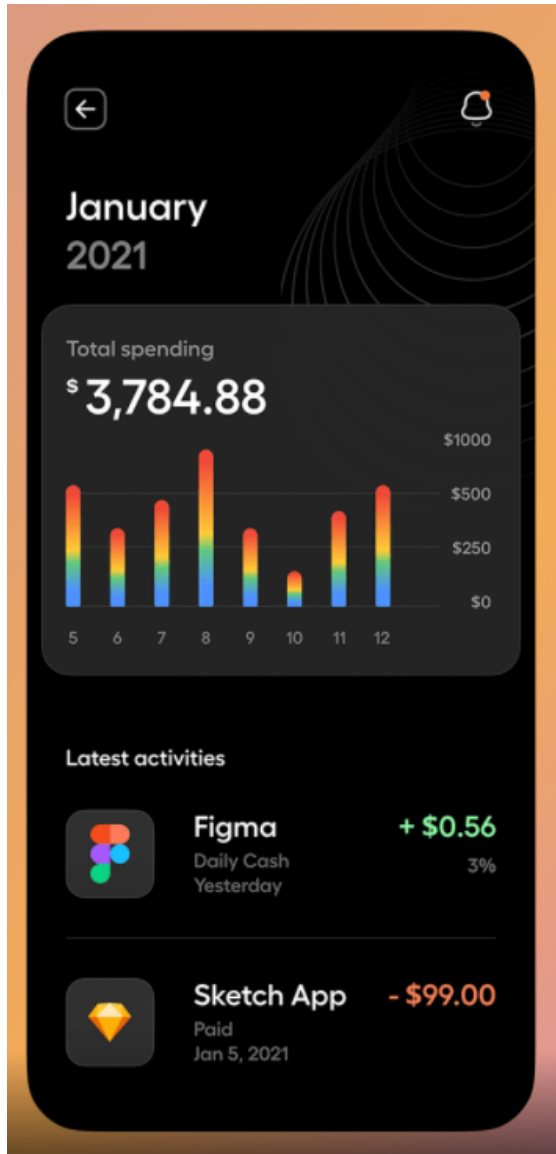 January
2021
Total spending
$ 3,784.88
$1000
$500
$250
$0
5 6 7 8 9 10 11 12
Latest activities
Figma + $0.56
Daily Cash 3%
Yesterday
Sketch App - $99.00
Paid
Jan 5, 2021